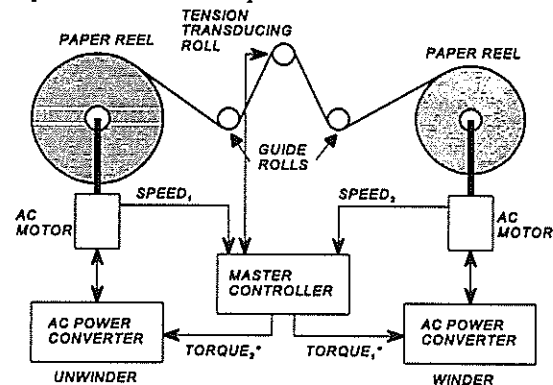 TENSION
TRANSDUCING
ROLL
PAPER REEL
PAPER REEL
GUIDE
ROLLS
SPEED₁
SPEED₂
AC
MOTOR
AC
MOTOR
MASTER
CONTROLLER
AC POWER
CONVERTER
TORQUE₂*
TORQUE₁*
AC POWER
CONVERTER
UNWINDER
WINDER